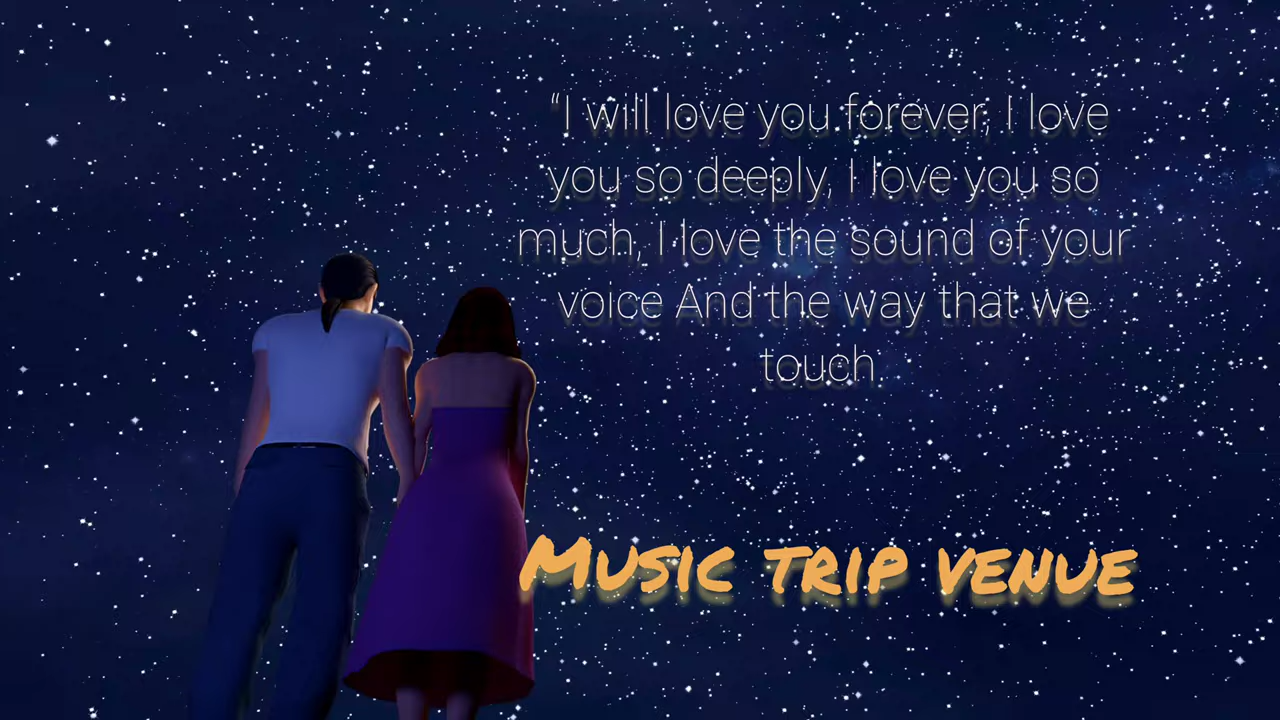 “I will love you forever, I love
you so deeply, I love you so
much, I love the sound of your
voice And the way that we
touch.
Music trip venue